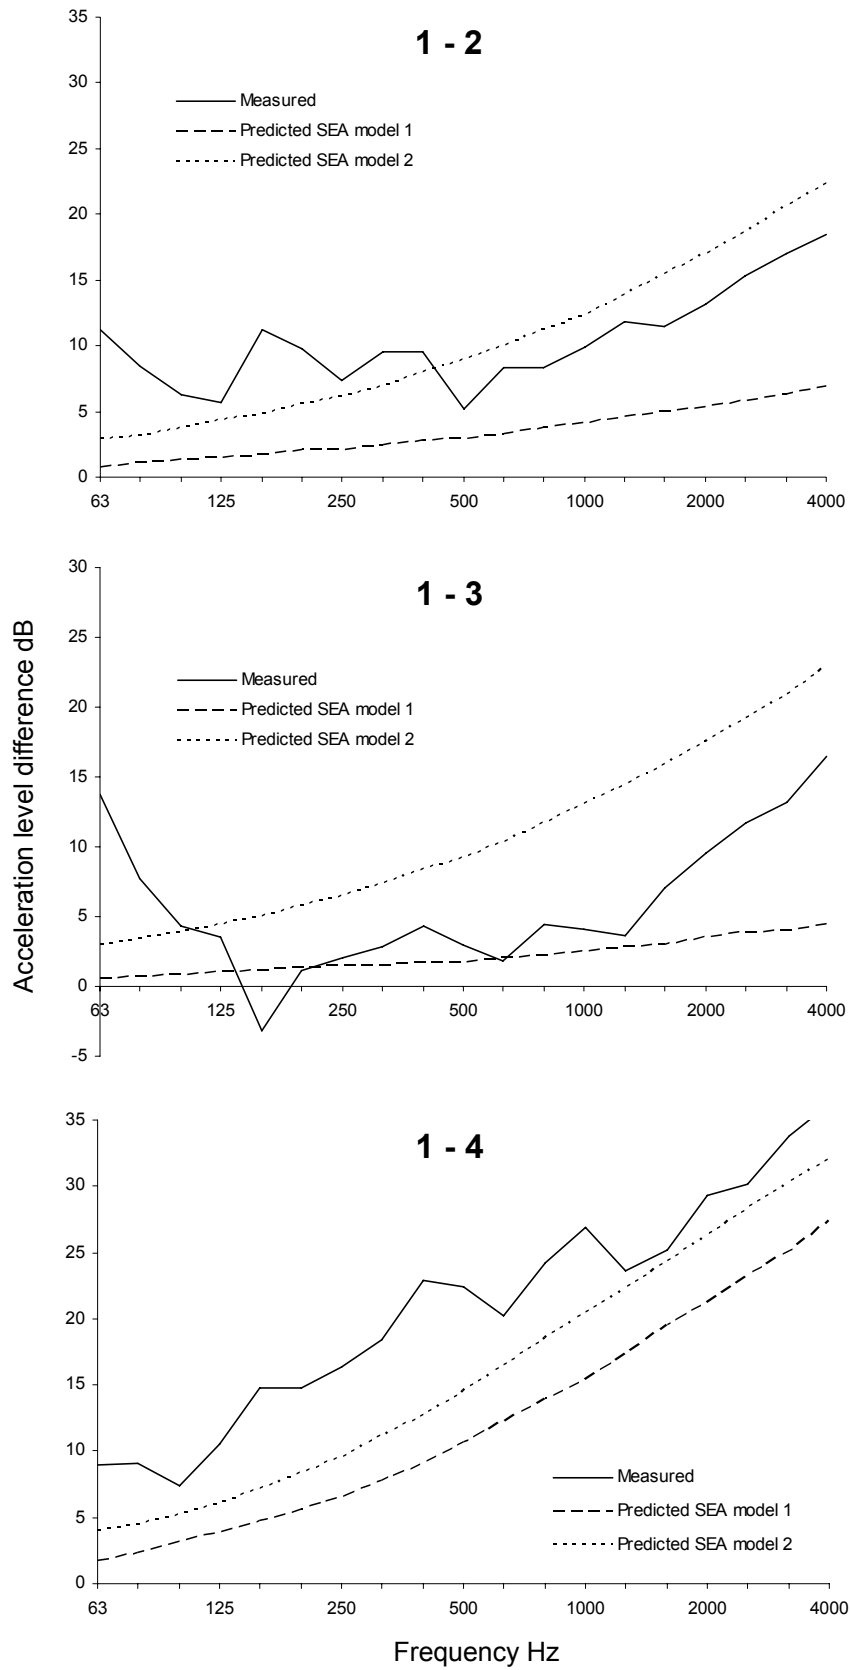 1 - 2
35
30
25
20
15
10
5
0
Measured
Predicted SEA model 1
Predicted SEA model 2
63 125 250 500 1000 2000 4000
1 - 3
30
25
20
15
10
5
0
-5
Measured
Predicted SEA model 1
Predicted SEA model 2
63 125 250 500 1000 2000 4000
Acceleration level difference dB
1 - 4
35
30
25
20
15
10
5
0
Measured
Predicted SEA model 1
Predicted SEA model 2
63 125 250 500 1000 2000 4000
Frequency Hz